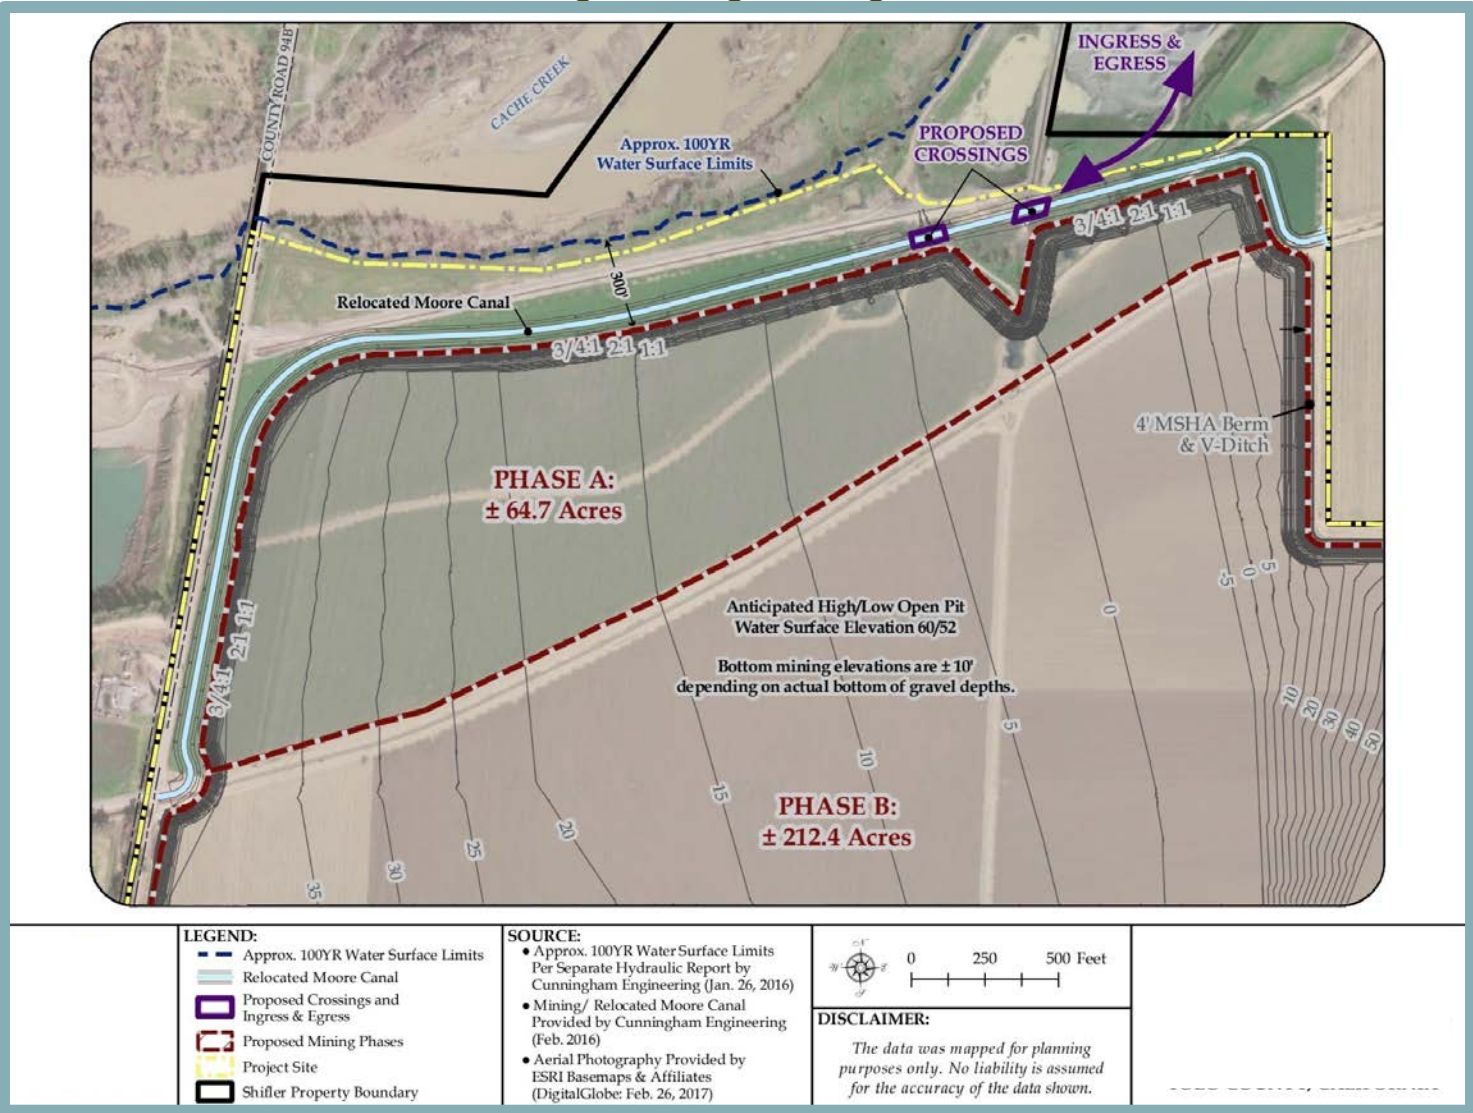 COUNTY ROAD 94B
CACHE CREEK
INGRESS &
EGRESS
Approx. 100YR
Water Surface Limits
PROPOSED
CROSSINGS
3/4:1 2:1 1:1
300'
Relocated Moore Canal
3/4:1 2:1 1:1
4' MSHA Berm
& V-Ditch
PHASE A:
± 64.7 Acres
3/4:1 2:1 1:1
Anticipated High/Low Open Pit
Water Surface Elevation 60/52
Bottom mining elevations are ± 10'
depending on actual bottom of gravel depths.
-5 0 5
0
10 20 30 40 50
5
10
15
PHASE B:
± 212.4 Acres
20
25
30
35
LEGEND:
Approx. 100YR Water Surface Limits
Relocated Moore Canal
Proposed Crossings and
Ingress & Egress
Proposed Mining Phases
Project Site
Shifler Property Boundary
SOURCE:
● Approx. 100YR Water Surface Limits
Per Separate Hydraulic Report by
Cunningham Engineering (Jan. 26, 2016)
● Mining/ Relocated Moore Canal
Provided by Cunningham Engineering
(Feb. 2016)
● Aerial Photography Provided by
ESRI Basemaps & Affiliates
(DigitalGlobe: Feb. 26, 2017)
N
W E
S
0 250 500 Feet
DISCLAIMER:
The data was mapped for planning
purposes only. No liability is assumed
for the accuracy of the data shown.